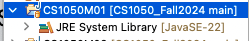 CS1050M01 [CS1050_Fall2024 main]
JRE System Library [JavaSE-22]